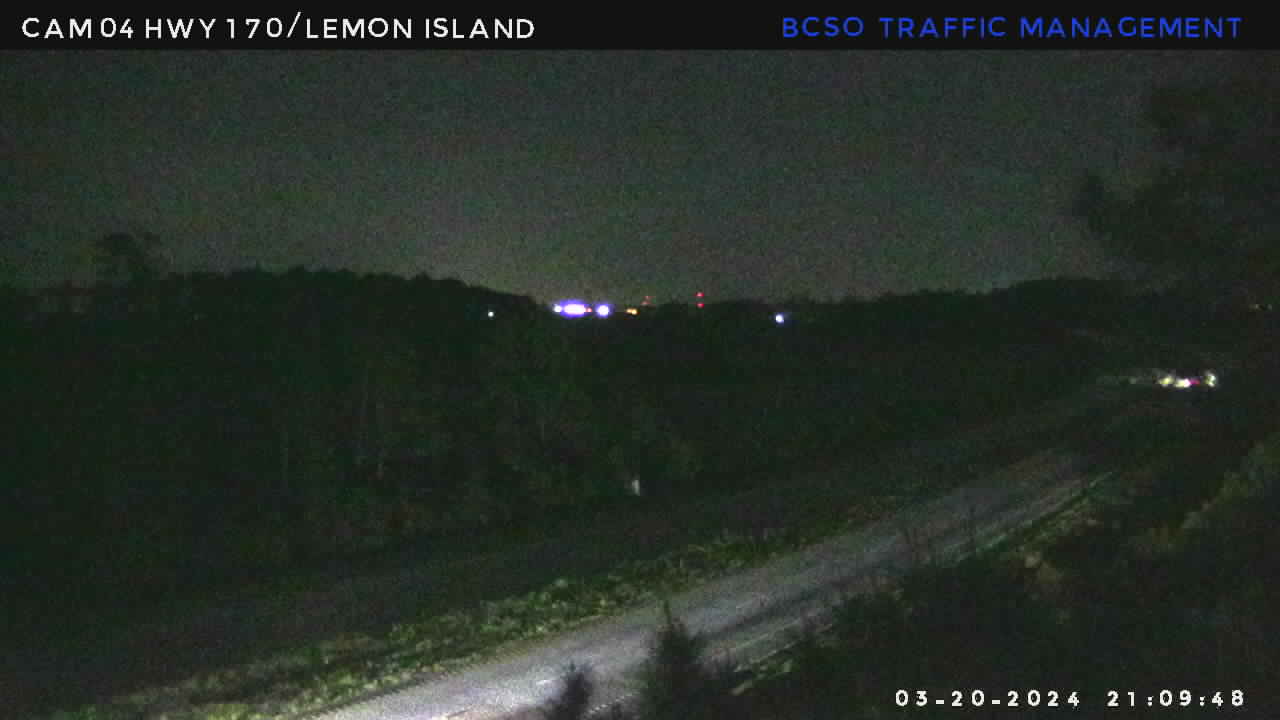 CAM04 HWY 170/LEMON ISLAND
BCSO TRAFFIC MANAGEMENT
03-20-2024 21:09:48